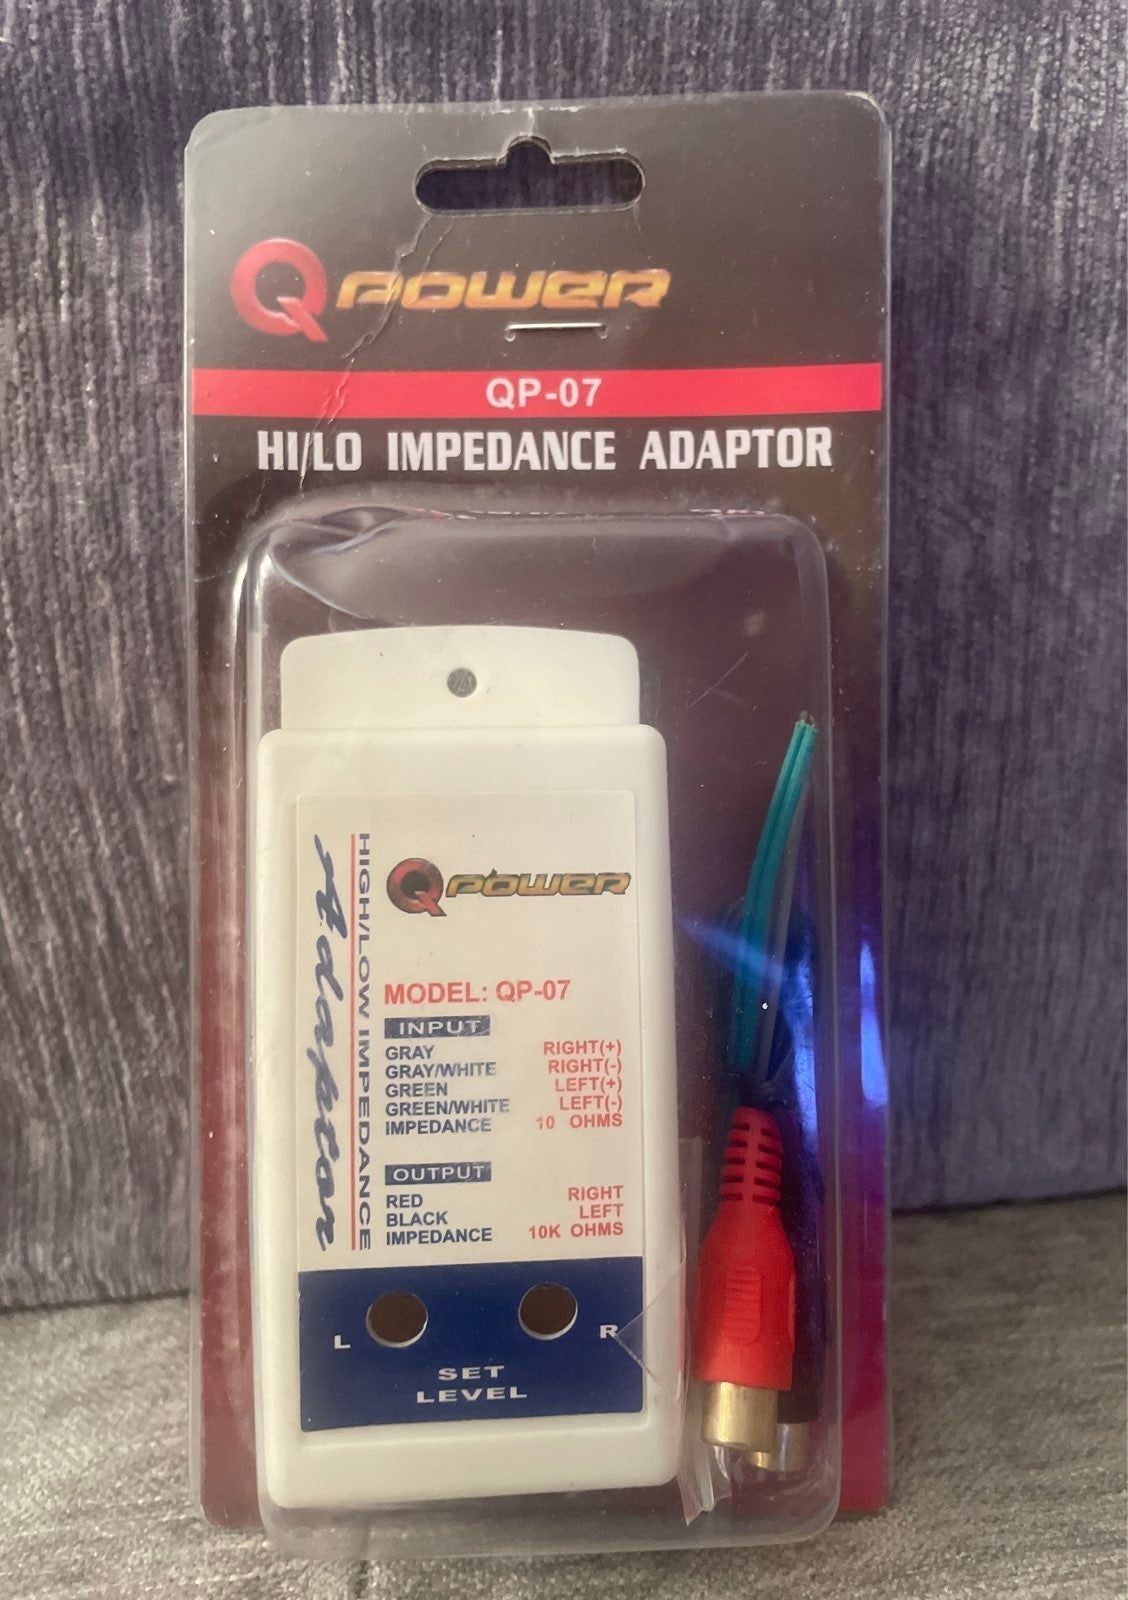 Q POWER
QP-07
HI/LO IMPEDANCE ADAPTOR
HIGH/LOW IMPEDANCE
Adaptor
Q POWER
MODEL: QP-07
INPUT
GRAY RIGHT(+)
GRAY/WHITE RIGHT(-)
GREEN LEFT(+)
GREEN/WHITE LEFT(-)
IMPEDANCE 10 OHMS
OUTPUT
RED RIGHT
BLACK LEFT
IMPEDANCE 10K OHMS
L R
SET
LEVEL